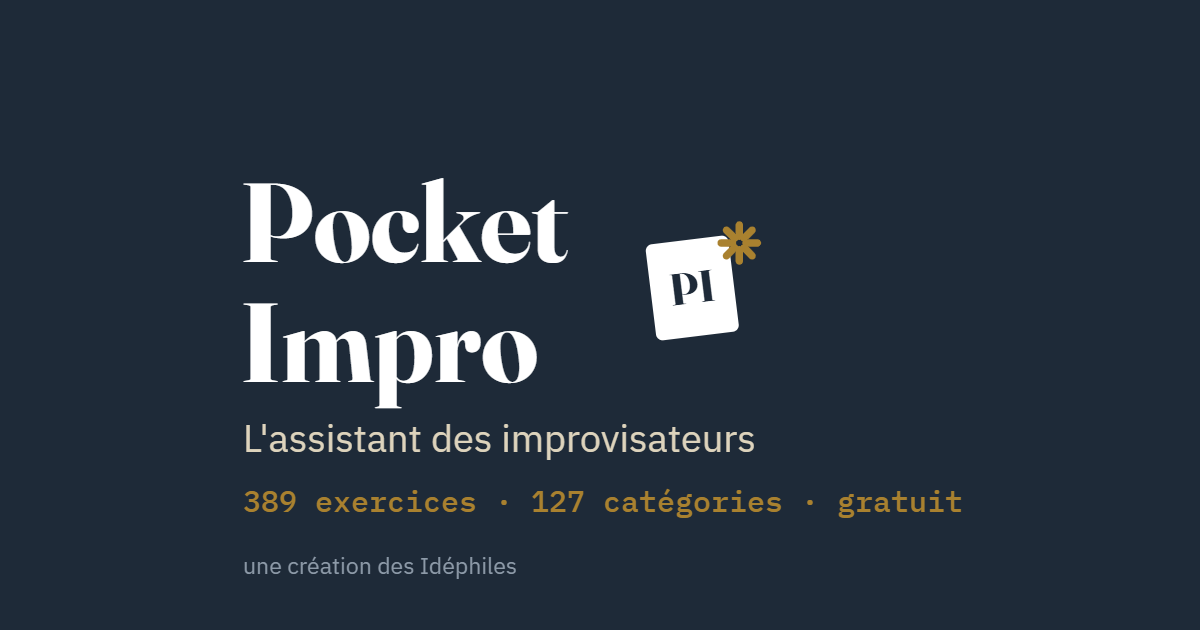 Pocket
Impro
PI
L'assistant des improvisateurs
389 exercices · 127 catégories · gratuit
une création des Idéphiles